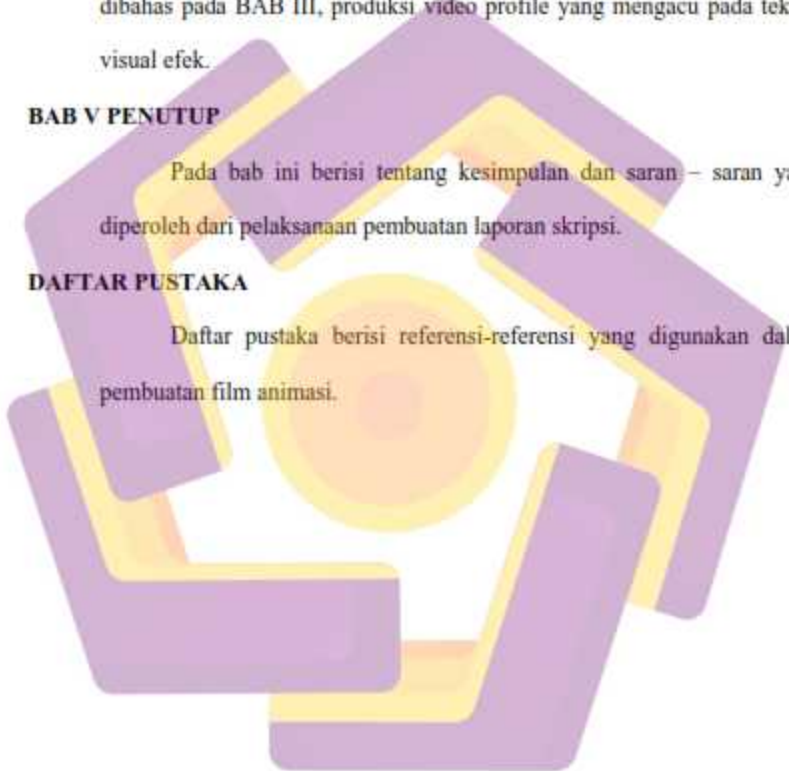 dibahas pada BAB III, produksi video profile yang mengacu pada tek
visual efek.
BAB V PENUTUP
Pada bab ini berisi tentang kesimpulan dan saran – saran ya
diperoleh dari pelaksanaan pembuatan laporan skripsi.
DAFTAR PUSTAKA
Daftar pustaka berisi referensi-referensi yang digunakan dal
pembuatan film animasi.